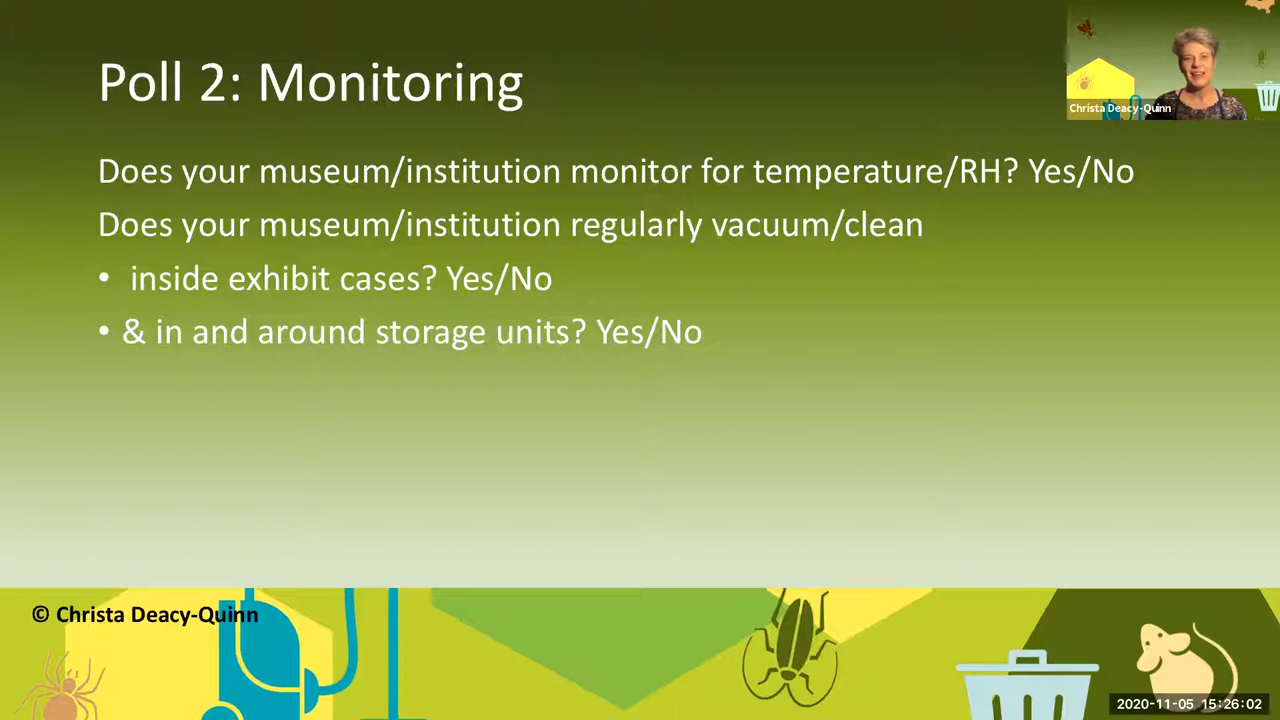 Poll 2: Monitoring
Christa Deacy-Quinn
Does your museum/institution monitor for temperature/RH? Yes/No
Does your museum/institution regularly vacuum/clean
• inside exhibit cases? Yes/No
• & in and around storage units? Yes/No
© Christa Deacy-Quinn
2020-11-05 15:26:02